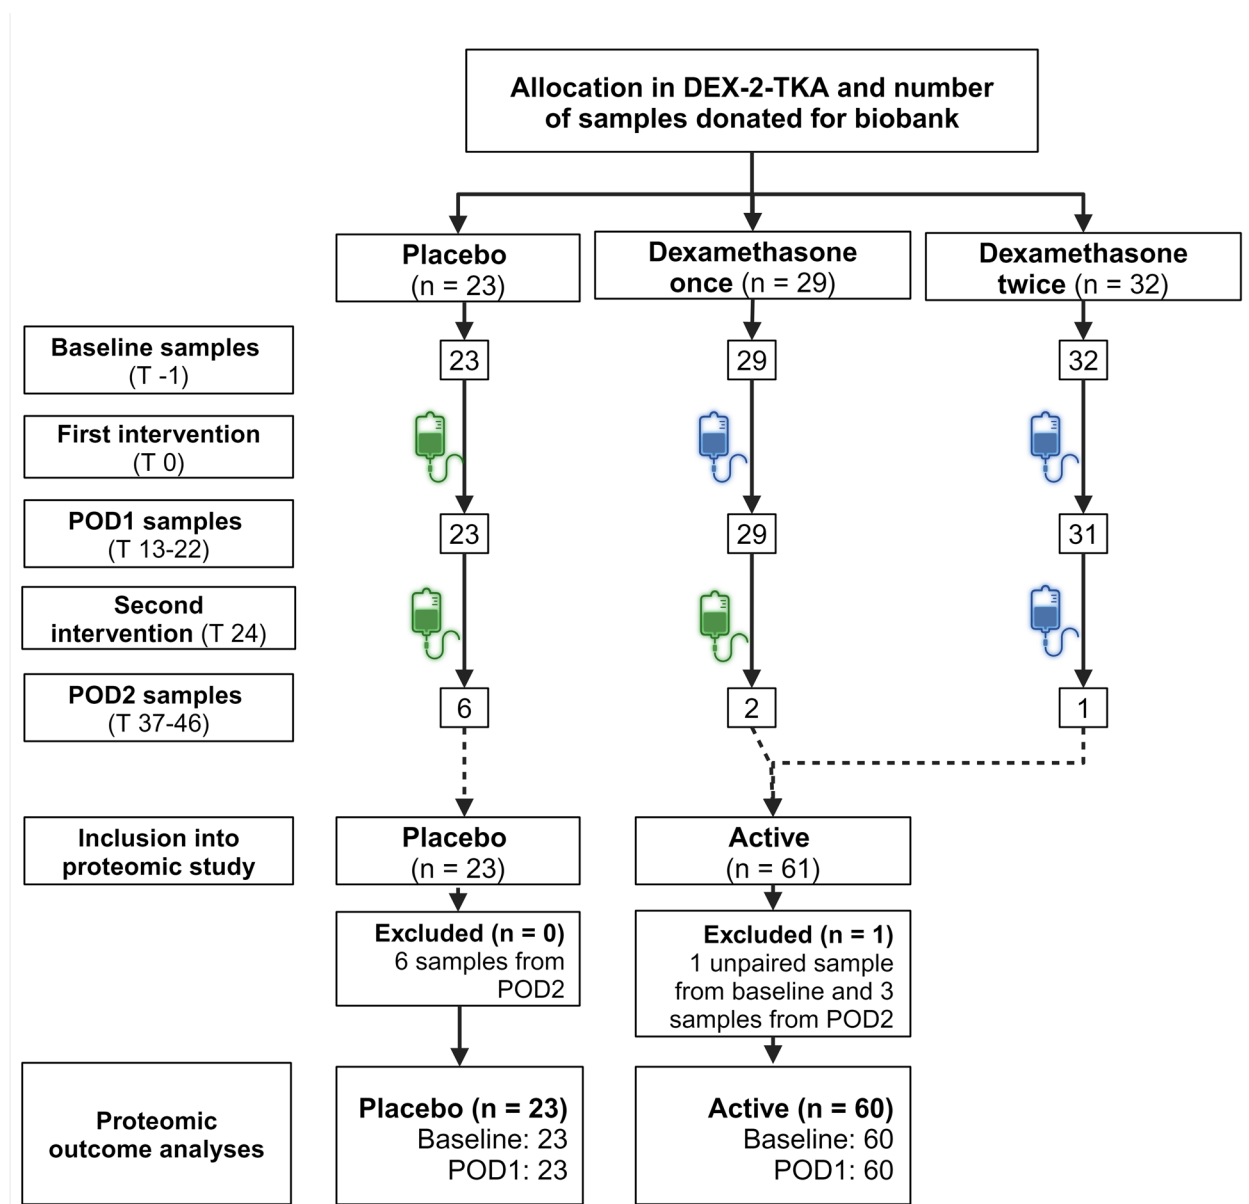 Allocation in DEX-2-TKA and number
of samples donated for biobank
Placebo
(n = 23)
Dexamethasone
once (n = 29)
Dexamethasone
twice (n = 32)
Baseline samples
(T -1)
23
29
32
First intervention
(T 0)
POD1 samples
(T 13-22)
23
29
31
Second
intervention (T 24)
POD2 samples
(T 37-46)
6
2
1
Inclusion into
proteomic study
Placebo
(n = 23)
Active
(n = 61)
Excluded (n = 0)
6 samples from
POD2
Excluded (n = 1)
1 unpaired sample
from baseline and 3
samples from POD2
Proteomic
outcome analyses
Placebo (n = 23)
Baseline: 23
POD1: 23
Active (n = 60)
Baseline: 60
POD1: 60